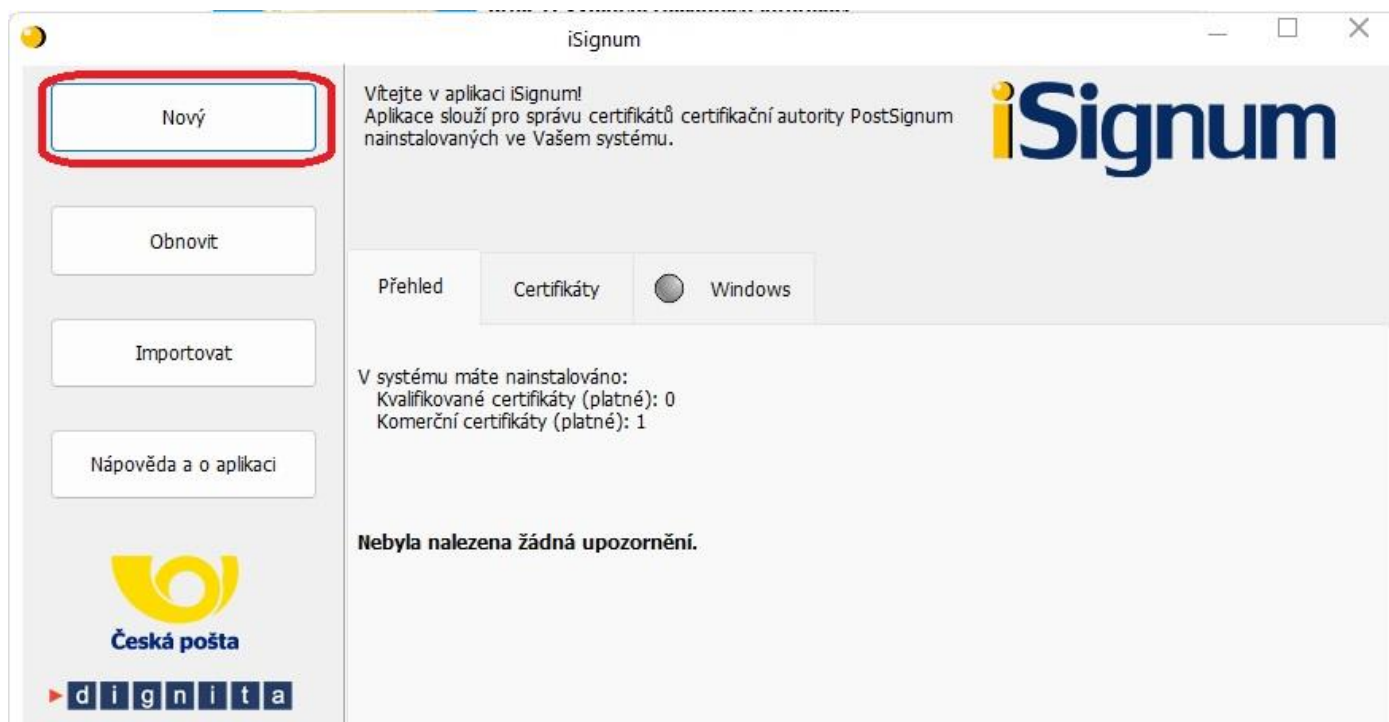 iSignum
Nový
Obnovit
Importovat
Nápověda a o aplikaci
Česká pošta
dignita
Vítejte v aplikaci iSignum!
Aplikace slouží pro správu certifikátů certifikační autority PostSignum
nainstalovaných ve Vašem systému.
iSignum
Přehled
Certifikáty
Windows
V systému máte nainstalováno:
Kvalifikované certifikáty (platné): 0
Komerční certifikáty (platné): 1
Nebyla nalezena žádná upozornění.